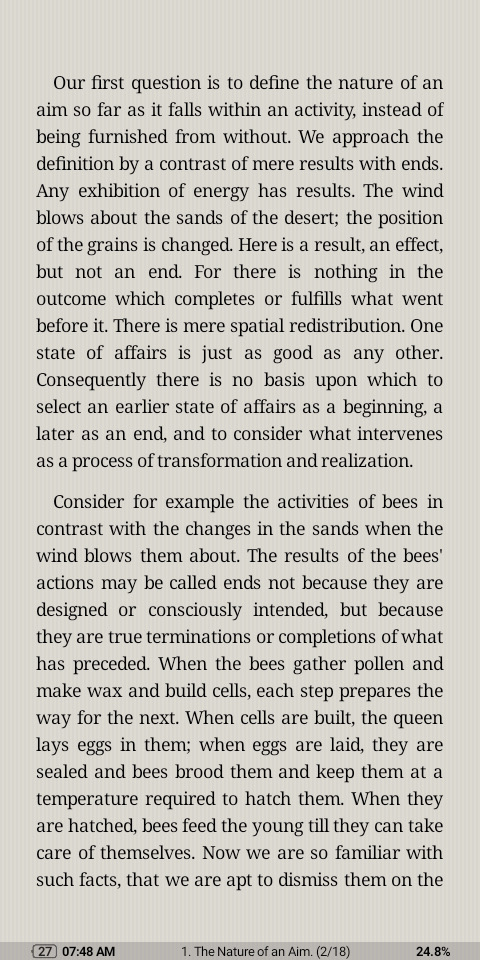 Our first question is to define the nature of an
aim so far as it falls within an activity, instead of
being furnished from without. We approach the
definition by a contrast of mere results with ends.
Any exhibition of energy has results. The wind
blows about the sands of the desert; the position
of the grains is changed. Here is a result, an effect,
but not an end. For there is nothing in the
outcome which completes or fulfills what went
before it. There is mere spatial redistribution. One
state of affairs is just as good as any other.
Consequently there is no basis upon which to
select an earlier state of affairs as a beginning, a
later as an end, and to consider what intervenes
as a process of transformation and realization.
Consider for example the activities of bees in
contrast with the changes in the sands when the
wind blows them about. The results of the bees'
actions may be called ends not because they are
designed or consciously intended, but because
they are true terminations or completions of what
has preceded. When the bees gather pollen and
make wax and build cells, each step prepares the
way for the next. When cells are built, the queen
lays eggs in them; when eggs are laid, they are
sealed and bees brood them and keep them at a
temperature required to hatch them. When they
are hatched, bees feed the young till they can take
care of themselves. Now we are so familiar with
such facts, that we are apt to dismiss them on the
27 07:48 AM 1. The Nature of an Aim. (2/18) 24.8%